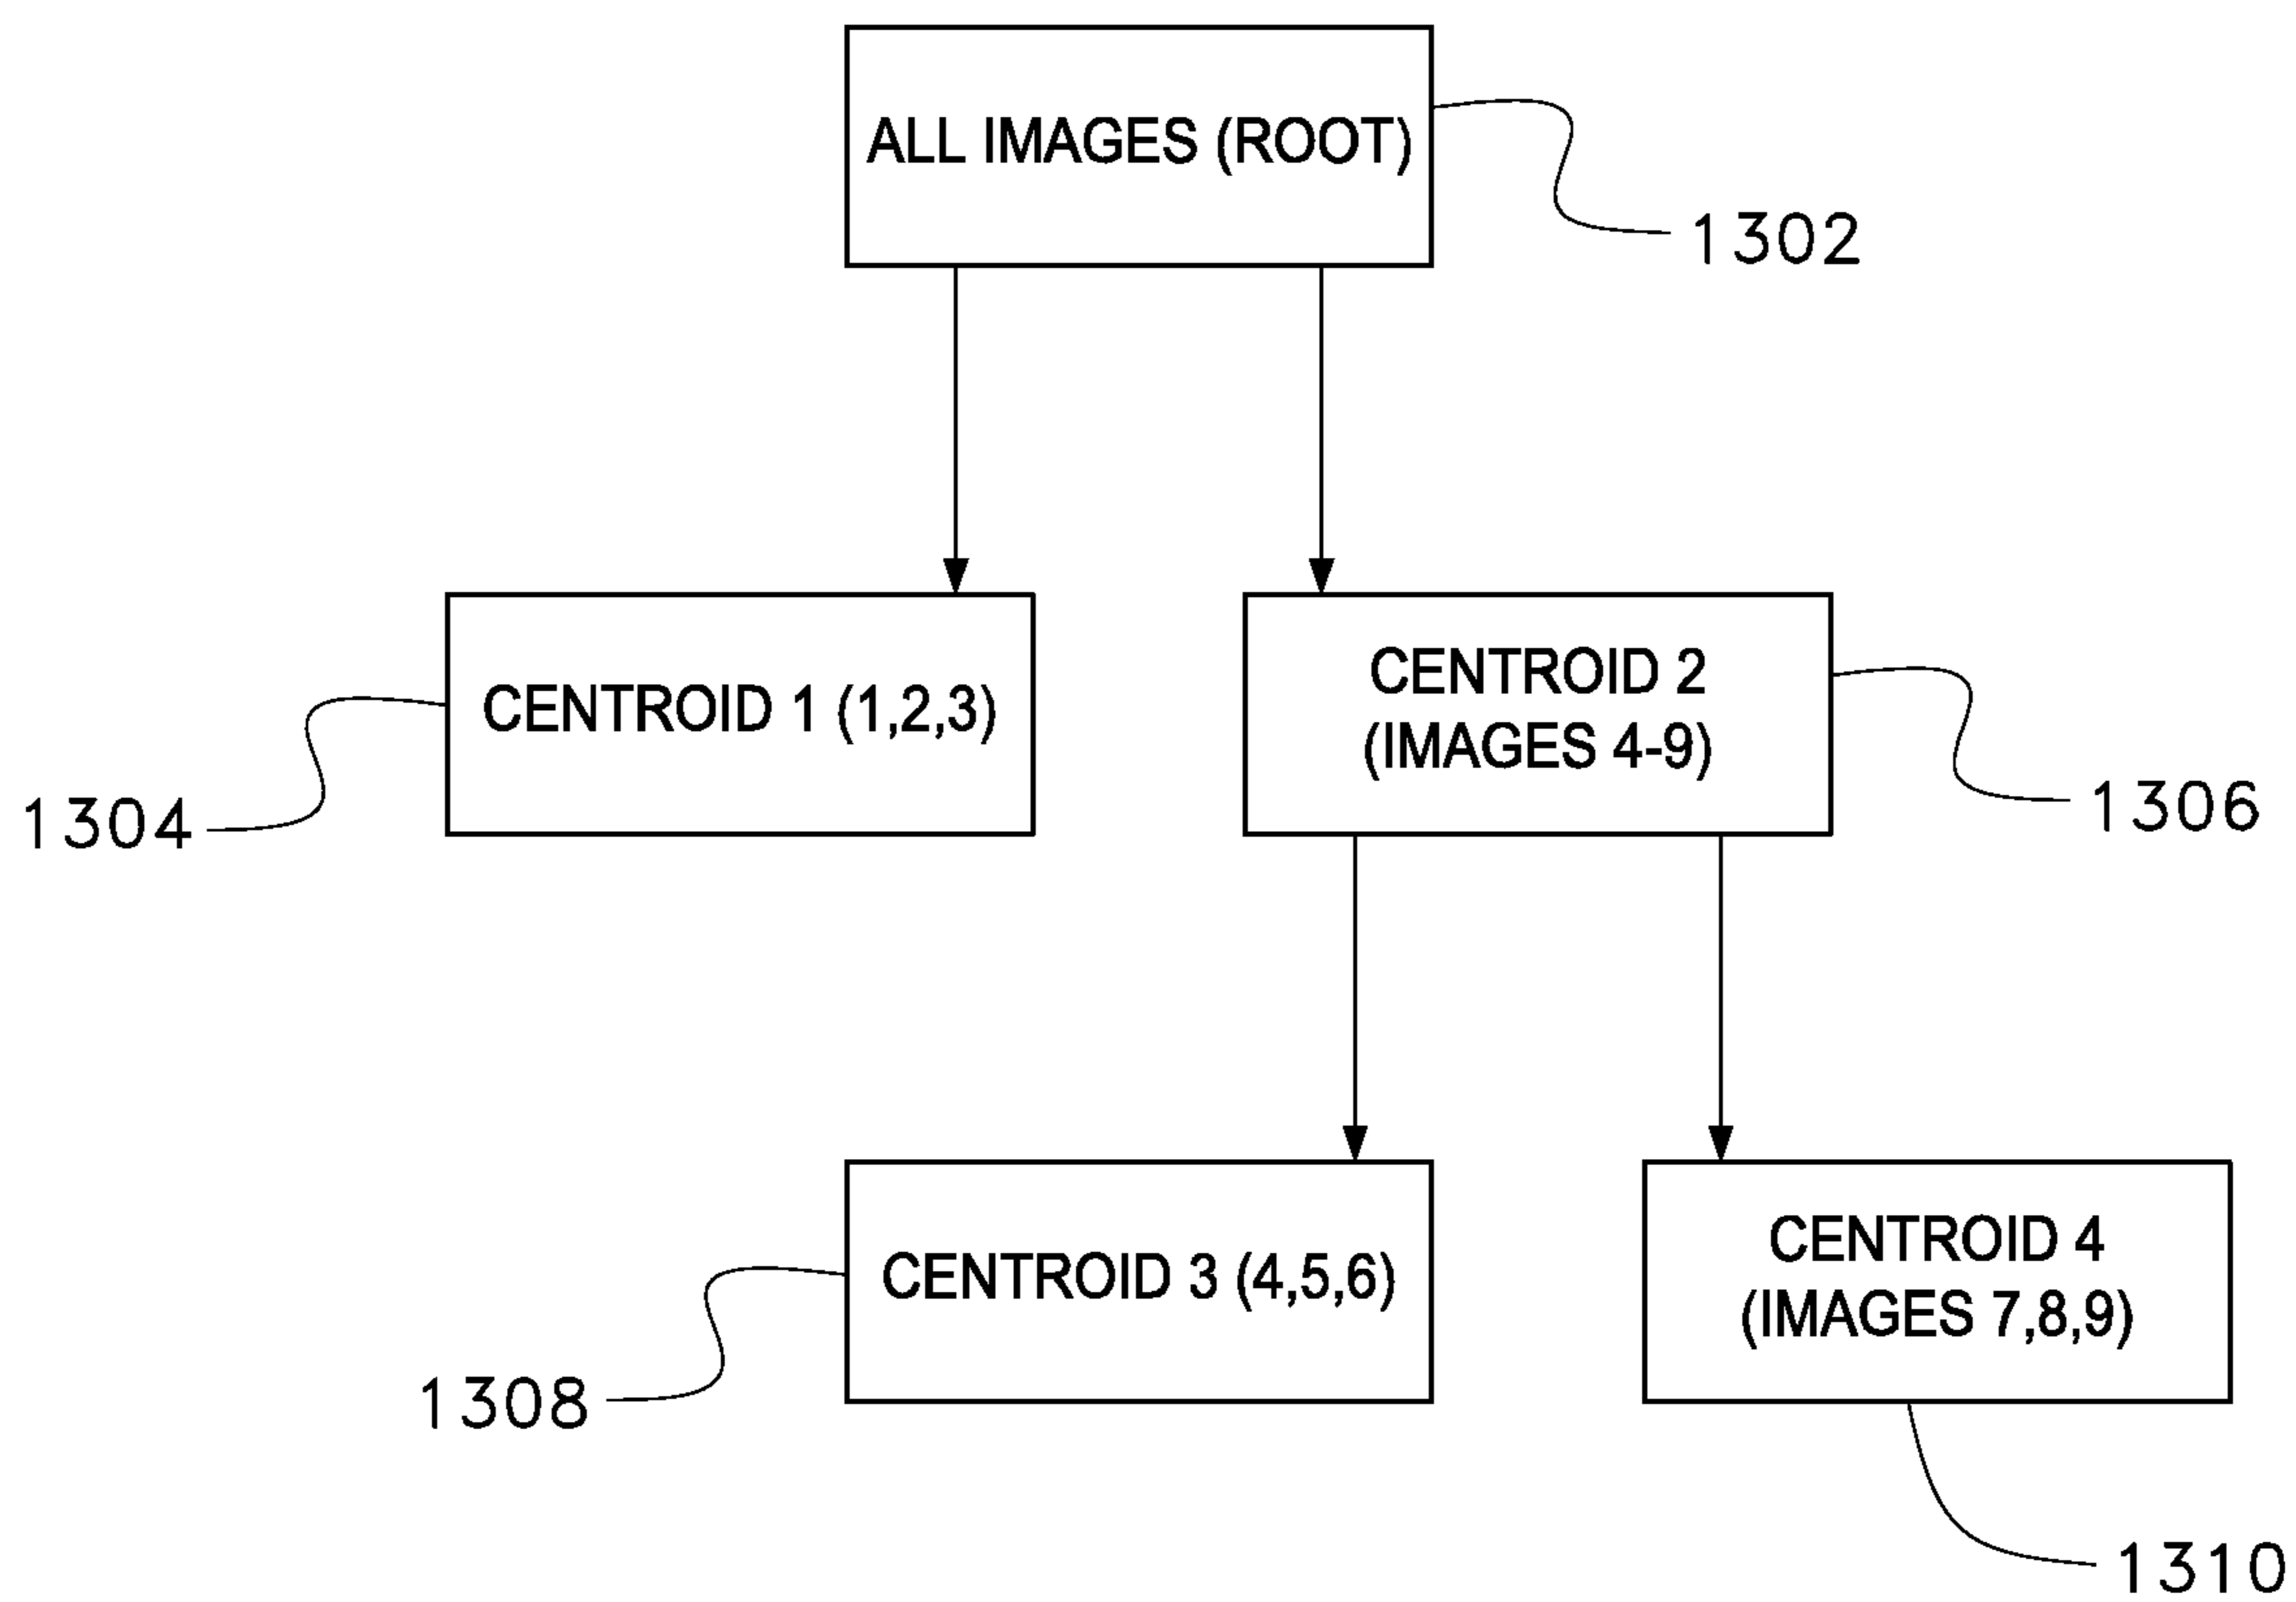 ALL IMAGES (ROOT)
1302
CENTROID 1 (1,2,3)
1304
CENTROID 2
(IMAGES 4-9)
1306
CENTROID 3 (4,5,6)
1308
CENTROID 4
(IMAGES 7,8,9)
1310